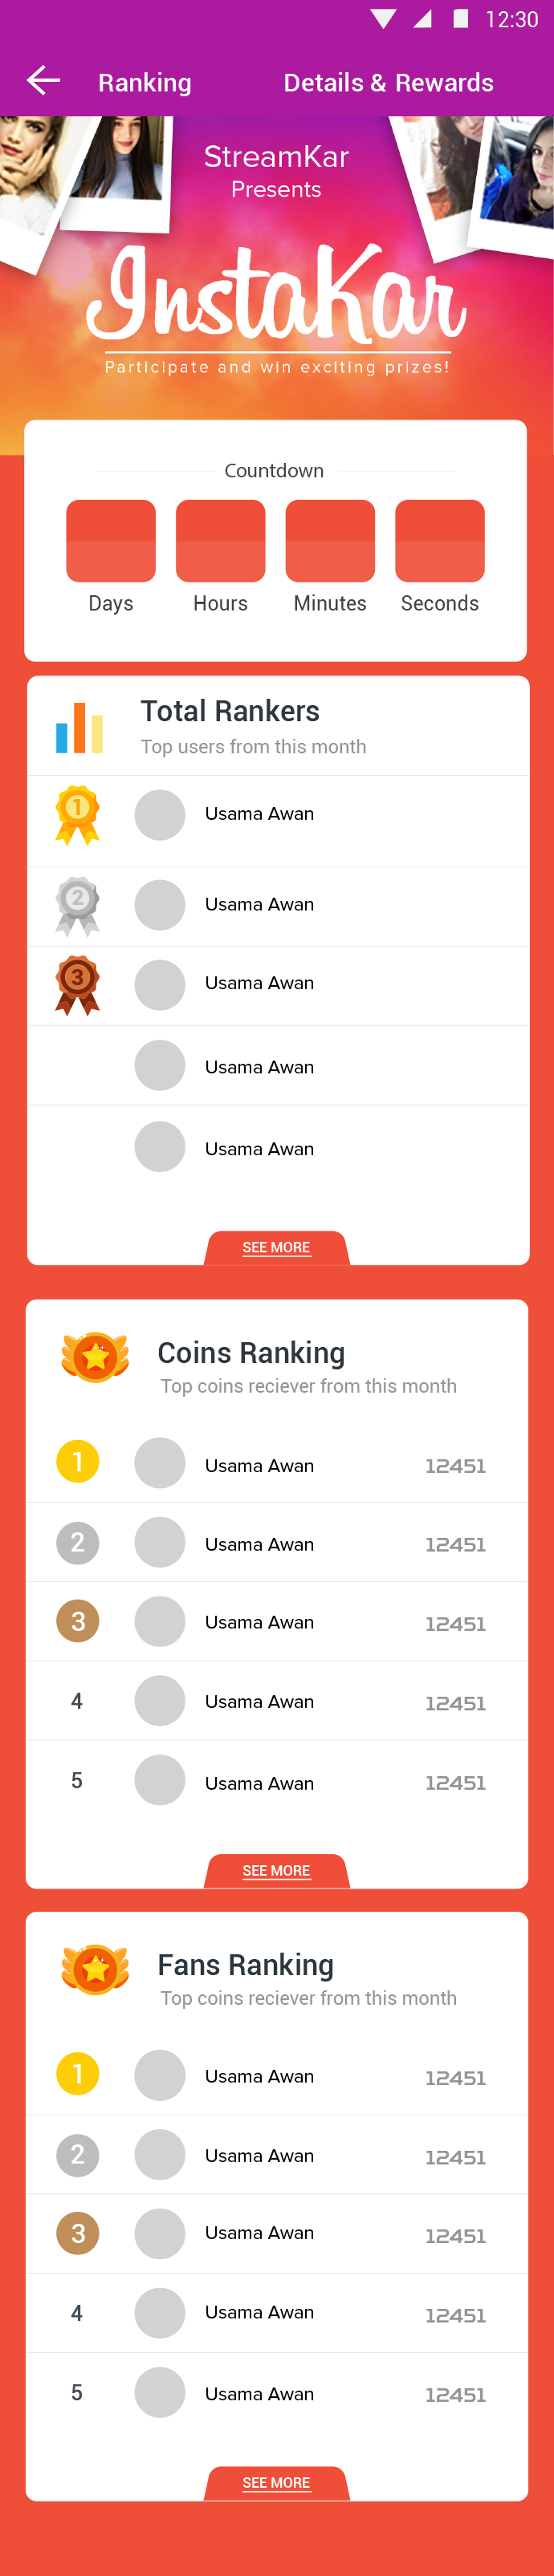 12:30
Ranking Details & Rewards
StreamKar
Presents
InstaKar
Participate and win exciting prizes!
Countdown
Days Hours Minutes Seconds
Total Rankers
Top users from this month
1 Usama Awan
2 Usama Awan
3 Usama Awan
Usama Awan
Usama Awan
SEE MORE
Coins Ranking
Top coins reciever from this month
1 Usama Awan 12451
2 Usama Awan 12451
3 Usama Awan 12451
4 Usama Awan 12451
5 Usama Awan 12451
SEE MORE
Fans Ranking
Top coins reciever from this month
1 Usama Awan 12451
2 Usama Awan 12451
3 Usama Awan 12451
4 Usama Awan 12451
5 Usama Awan 12451
SEE MORE